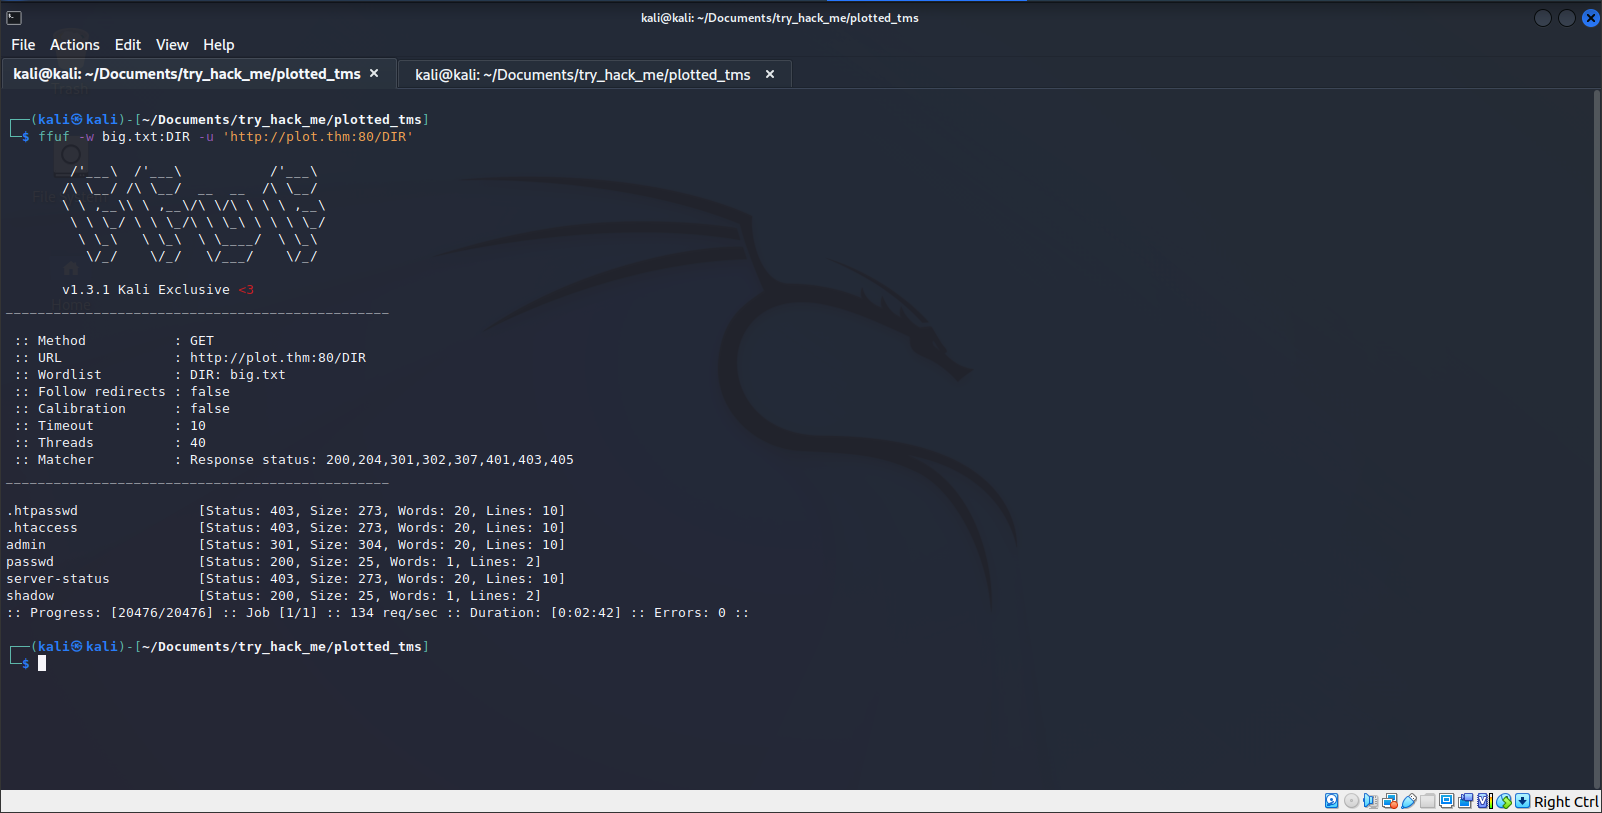 kali@kali: ~/Documents/try_hack_me/plotted_tms
File Actions Edit View Help
kali@kali: ~/Documents/try_hack_me/plotted_tms × kali@kali: ~/Documents/try_hack_me/plotted_tms ×
┌──(kali㉿kali)-[~/Documents/try_hack_me/plotted_tms]
└─$ ffuf -w big.txt:DIR -u 'http://plot.thm:80/DIR'
        /'___\  /'___\           /'___\
       /\ \__/ /\ \__/  __  __  /\ \__/
       \ \ ,__\\ \ ,__\/\ \/\ \ \ \ ,__\
        \ \ \_/ \ \ \_/\ \ \_\ \ \ \ \_/
         \ \_\   \ \_\  \ \____/  \ \_\
          \/_/    \/_/   \/___/    \/_/
v1.3.1 Kali Exclusive <3
________________________________________________
:: Method           : GET
:: URL              : http://plot.thm:80/DIR
:: Wordlist         : DIR: big.txt
:: Follow redirects : false
:: Calibration      : false
:: Timeout          : 10
:: Threads          : 40
:: Matcher          : Response status: 200,204,301,302,307,401,403,405
________________________________________________
.htpasswd               [Status: 403, Size: 273, Words: 20, Lines: 10]
.htaccess               [Status: 403, Size: 273, Words: 20, Lines: 10]
admin                   [Status: 301, Size: 304, Words: 20, Lines: 10]
passwd                  [Status: 200, Size: 25, Words: 1, Lines: 2]
server-status           [Status: 403, Size: 273, Words: 20, Lines: 10]
shadow                  [Status: 200, Size: 25, Words: 1, Lines: 2]
:: Progress: [20476/20476] :: Job [1/1] :: 134 req/sec :: Duration: [0:02:42] :: Errors: 0 ::
┌──(kali㉿kali)-[~/Documents/try_hack_me/plotted_tms]
└─$
Right Ctrl